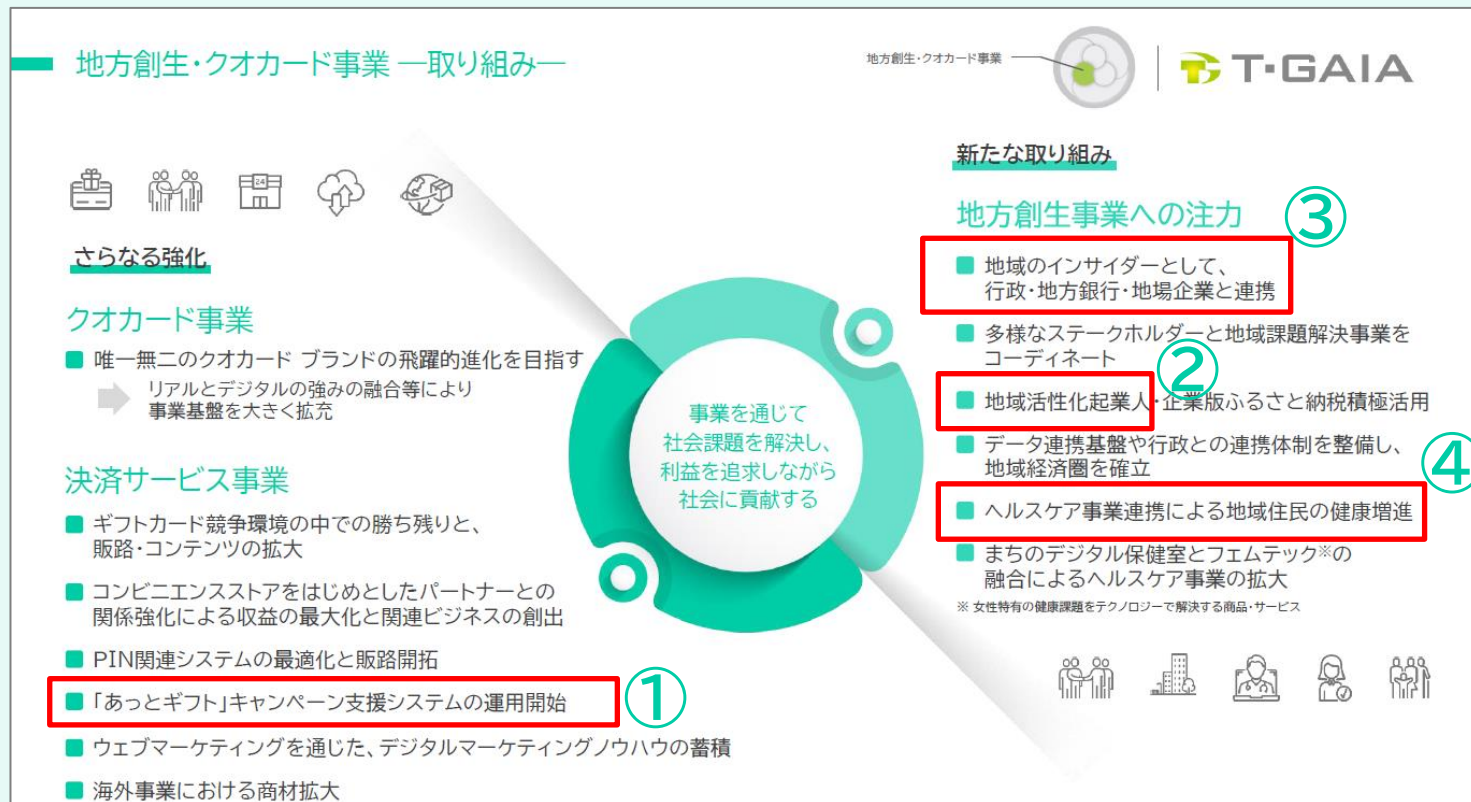 地方創生・クオカード事業 ―取り組み―
地方創生・クオカード事業
T-GAIA
24
さらなる強化
クオカード事業
唯一無二のクオカード ブランドの飛躍的進化を目指す
リアルとデジタルの強みの融合等により
事業基盤を大きく拡充
決済サービス事業
ギフトカード競争環境の中での勝ち残りと、
販路・コンテンツの拡大
コンビニエンスストアをはじめとしたパートナーとの
関係強化による収益の最大化と関連ビジネスの創出
PIN関連システムの最適化と販路開拓
「あっとギフト」キャンペーン支援システムの運用開始
①
ウェブマーケティングを通じた、デジタルマーケティングノウハウの蓄積
海外事業における商材拡大
事業を通じて
社会課題を解決し、
利益を追求しながら
社会に貢献する
新たな取り組み
地方創生事業への注力
③
地域のインサイダーとして、
行政・地方銀行・地場企業と連携
多様なステークホルダーと地域課題解決事業を
コーディネート
②
地域活性化起業人・企業版ふるさと納税積極活用
データ連携基盤や行政との連携体制を整備し、
地域経済圏を確立
④
ヘルスケア事業連携による地域住民の健康増進
まちのデジタル保健室とフェムテック※の
融合によるヘルスケア事業の拡大
※ 女性特有の健康課題をテクノロジーで解決する商品・サービス